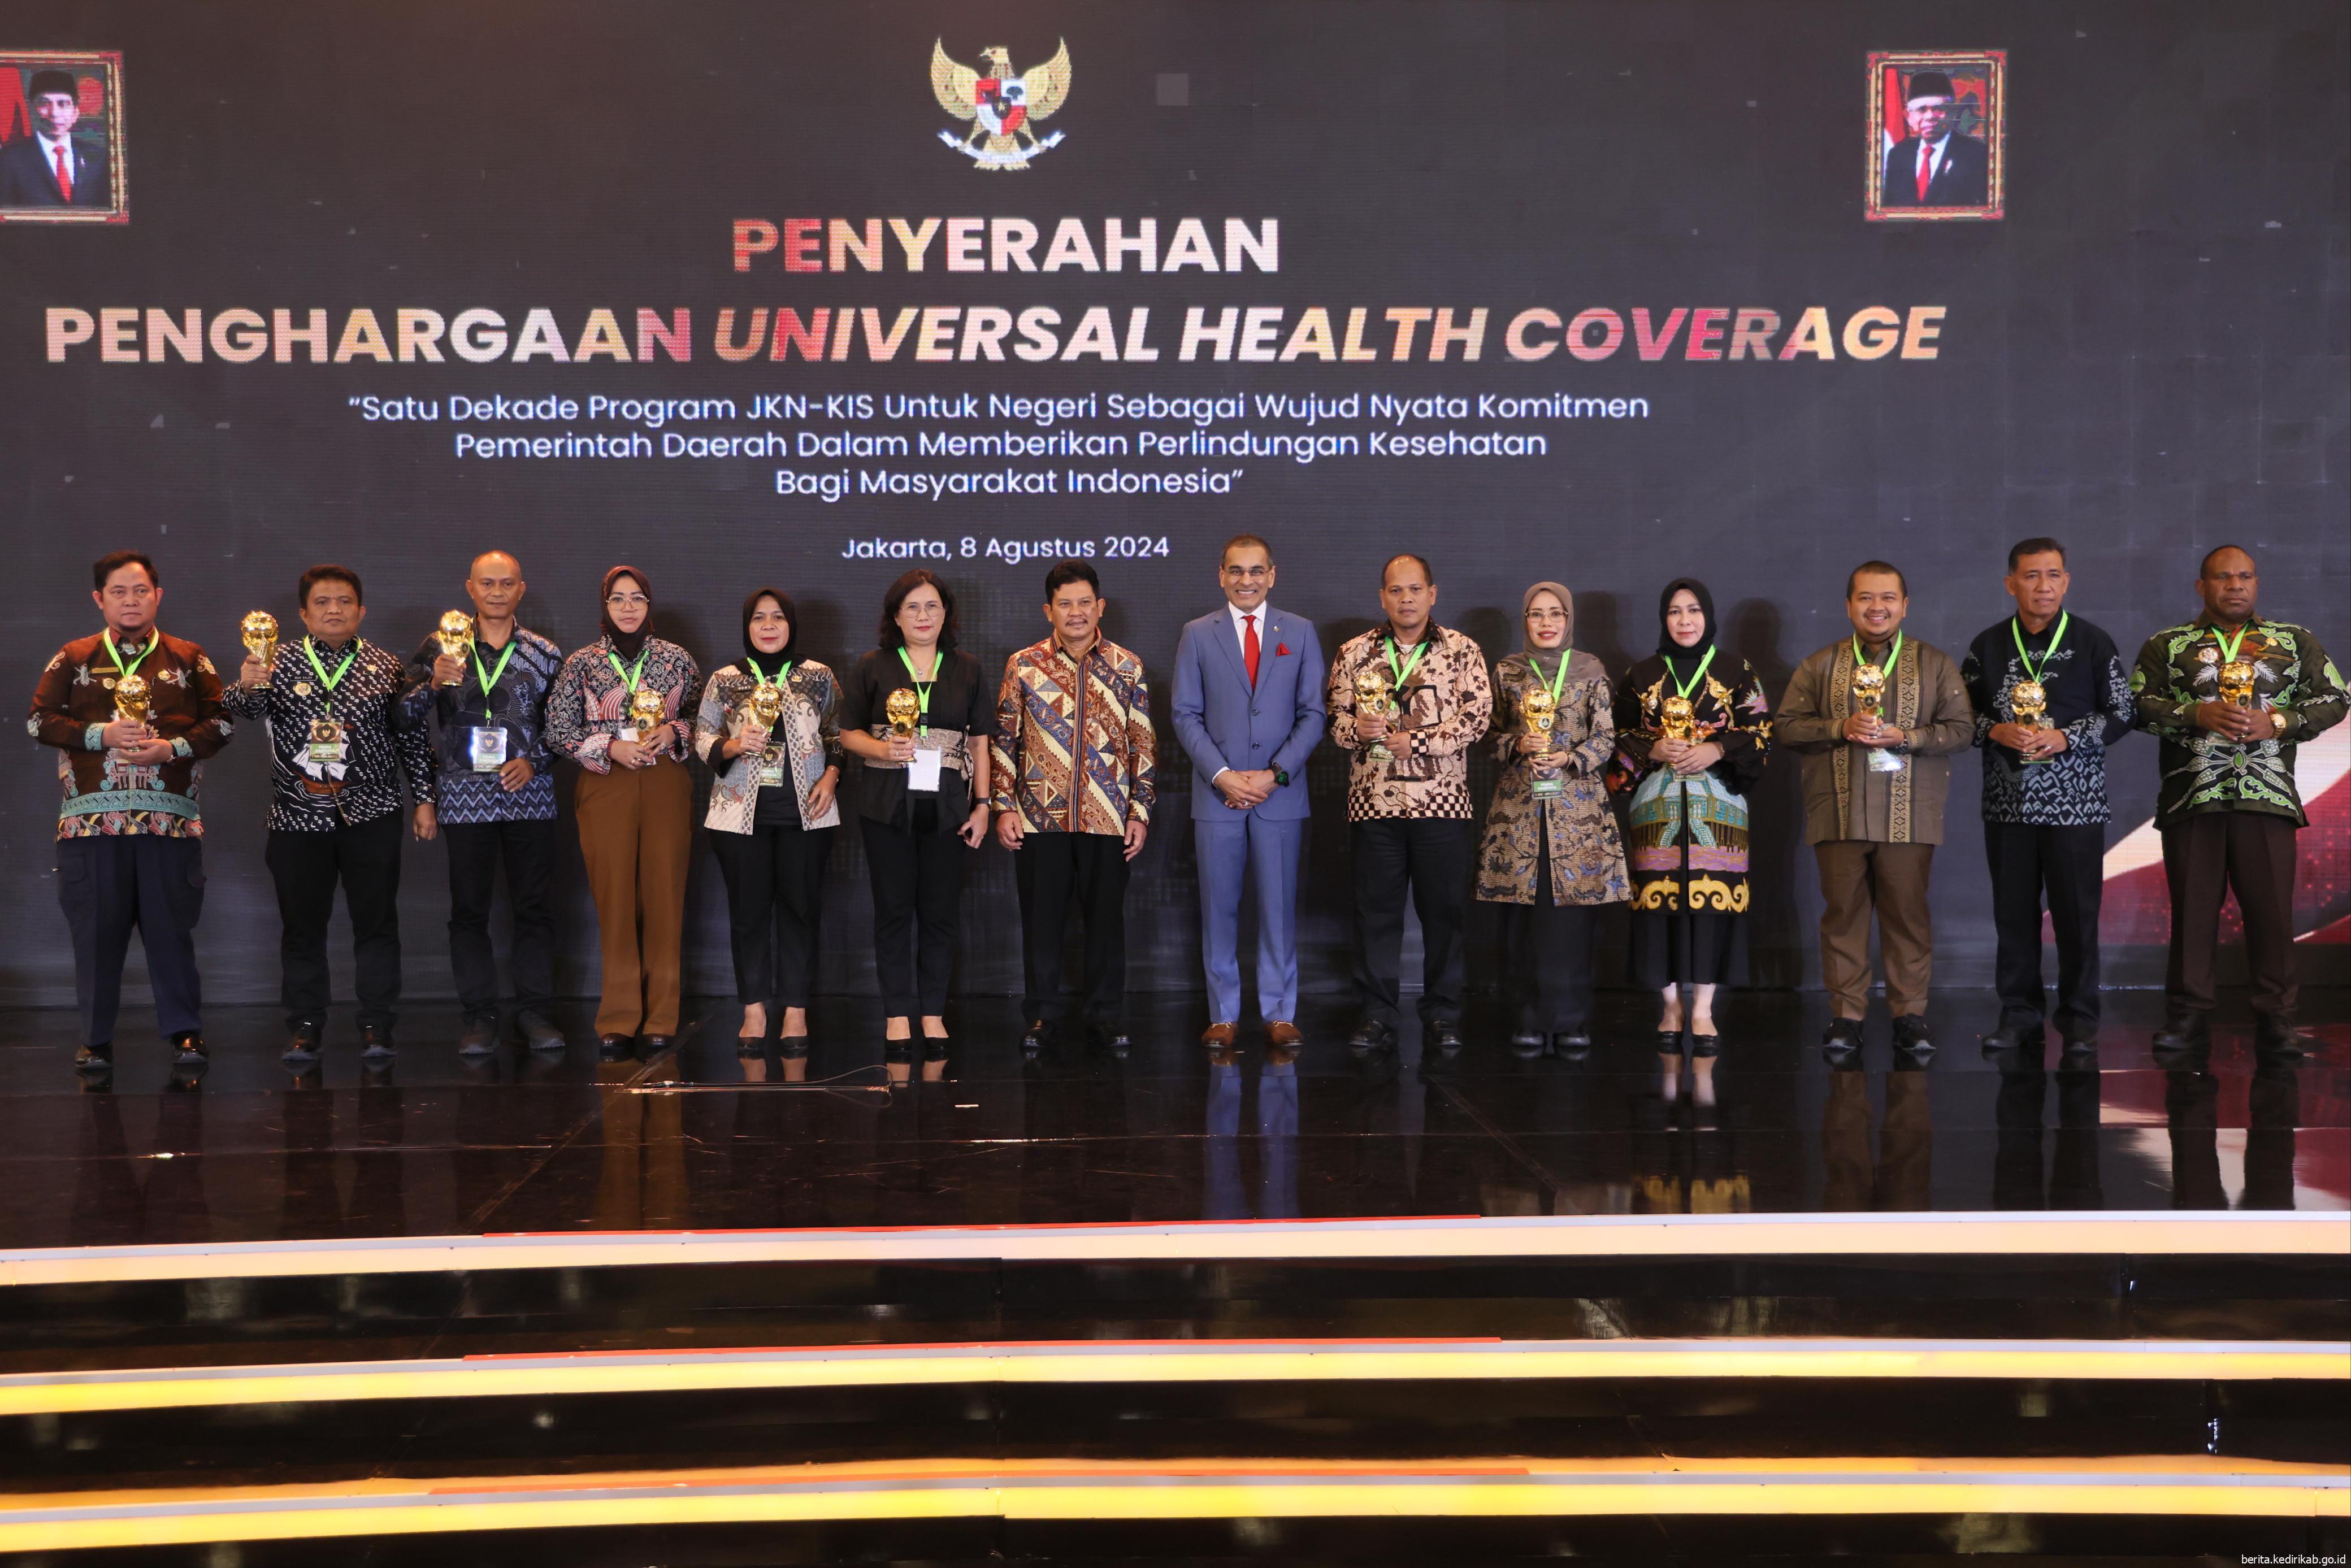 PENYERAHAN
PENGHARGAAN UNIVERSAL HEALTH COVERAGE
"Satu Dekade Program JKN-KIS Untuk Negeri Sebagai Wujud Nyata Komitmen
Pemerintah Daerah Dalam Memberikan Perlindungan Kesehatan
Bagi Masyarakat Indonesia"
Jakarta, 8 Agustus 2024
berita.kedirikab.go.id